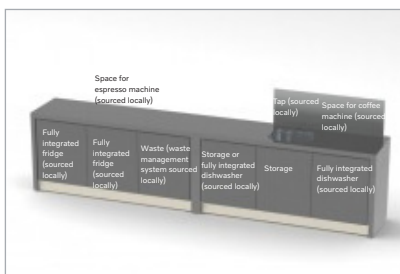 Space for
espresso machine
(sourced locally)
Tap (sourced
locally)
Space for coffee
machine (sourced
locally)
Fully
integrated
fridge
(sourced
locally)
Fully
integrated
fridge
(sourced
locally)
Waste (waste
management
system sourced
locally)
Storage or
fully integrated
dishwasher
(sourced locally)
Storage
Fully integrated
dishwasher
(sourced locally)